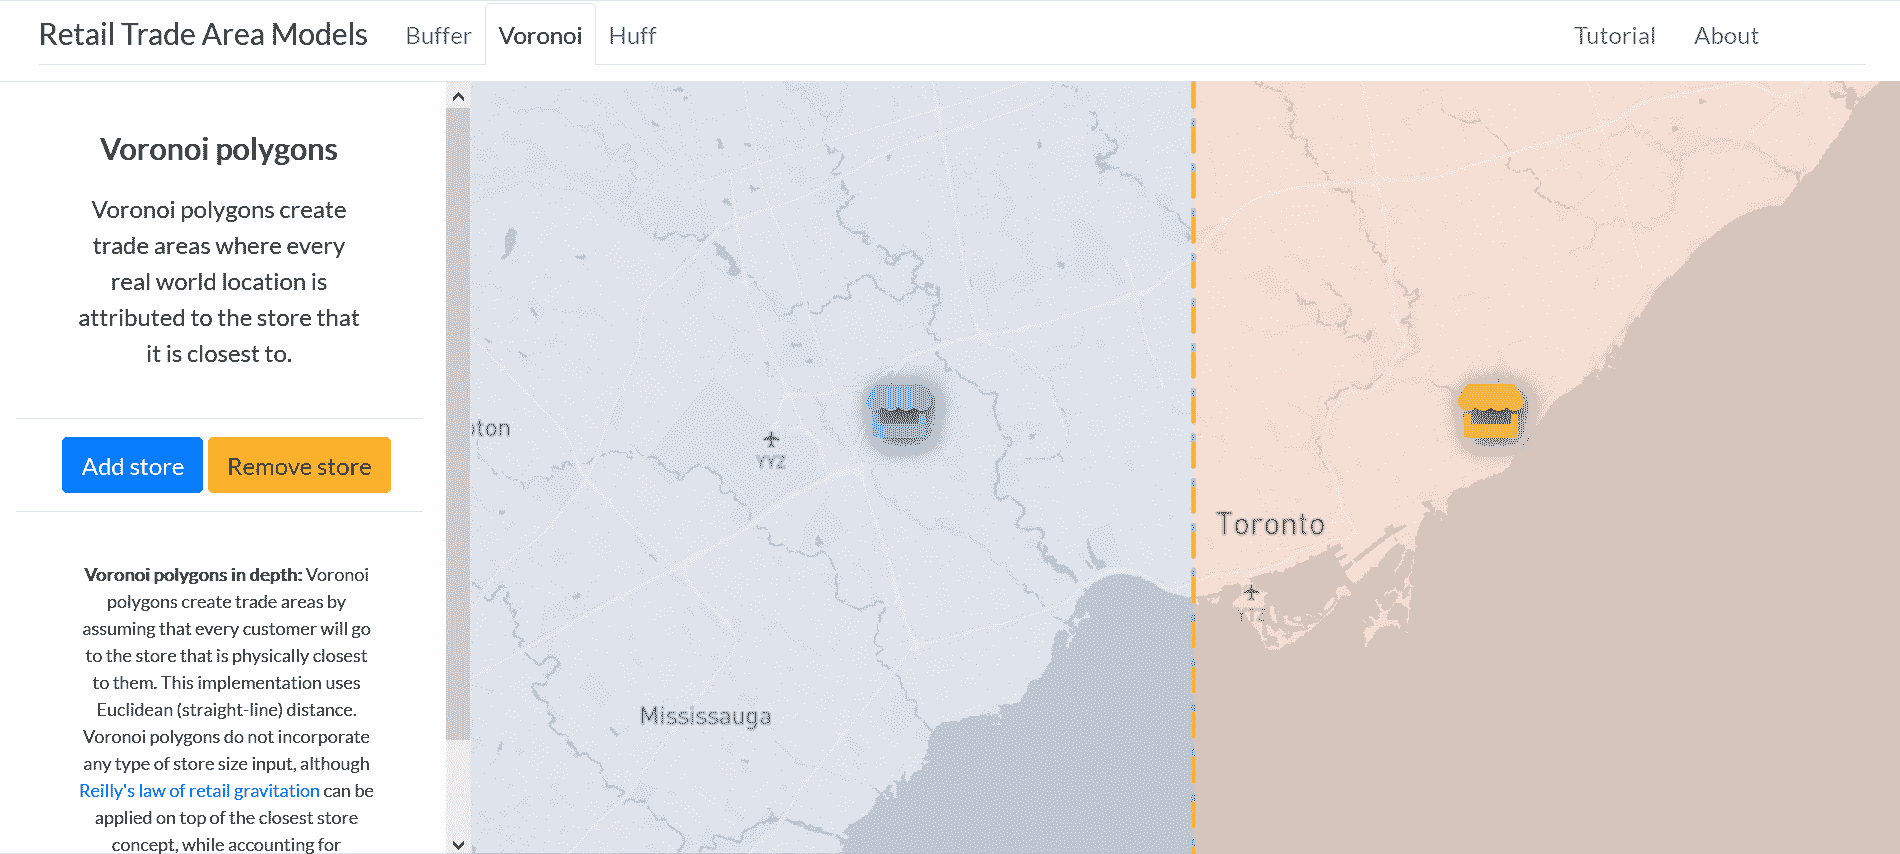 Retail Trade Area Models Buffer Voronoi Huff Tutorial About
Voronoi polygons
Voronoi polygons create
trade areas where every
real world location is
attributed to the store that
it is closest to.
Add store Remove store
Voronoi polygons in depth: Voronoi
polygons create trade areas by
assuming that every customer will go
to the store that is physically closest
to them. This implementation uses
Euclidean (straight-line) distance.
Voronoi polygons do not incorporate
any type of store size input, although
Reilly's law of retail gravitation can be
applied on top of the closest store
concept, while accounting for
ton
YYZ
Toronto
YTZ
Mississauga